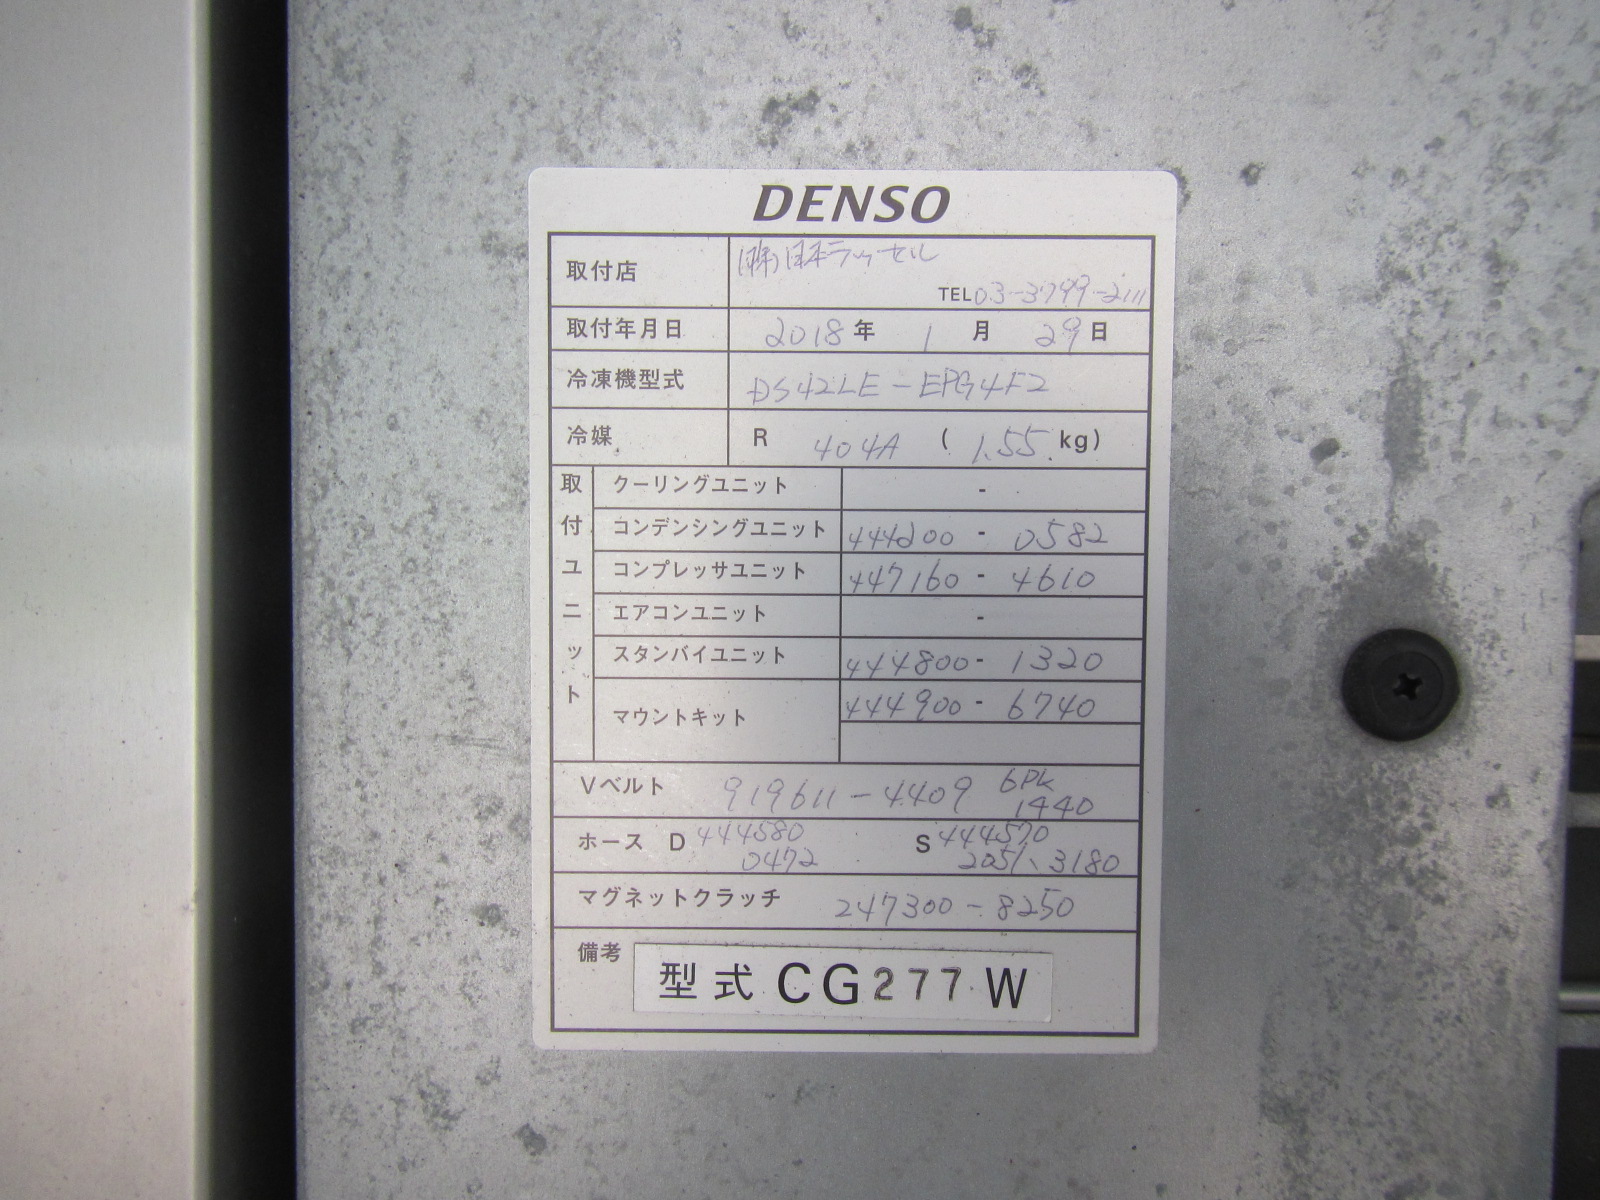 DENSO
取付店 ㈱日本ラッセル
TEL 03-3799-2111
取付年月日 2018年 1月 29日
冷凍機型式 DS42LE-EPG4F2
冷媒 R 404A ( 1.55 kg)
取付ユニット
クーリングユニット -
コンデンシングユニット 444200 - 0582
コンプレッサユニット 447160 - 4610
エアコンユニット -
スタンバイユニット 444800 - 1320
マウントキット 444900 - 6740
Vベルト 919611-4409 6PK 1440
ホース D 444580 0472 S 444570 2051、3180
マグネットクラッチ 247300-8250
備考 型式 CG277W